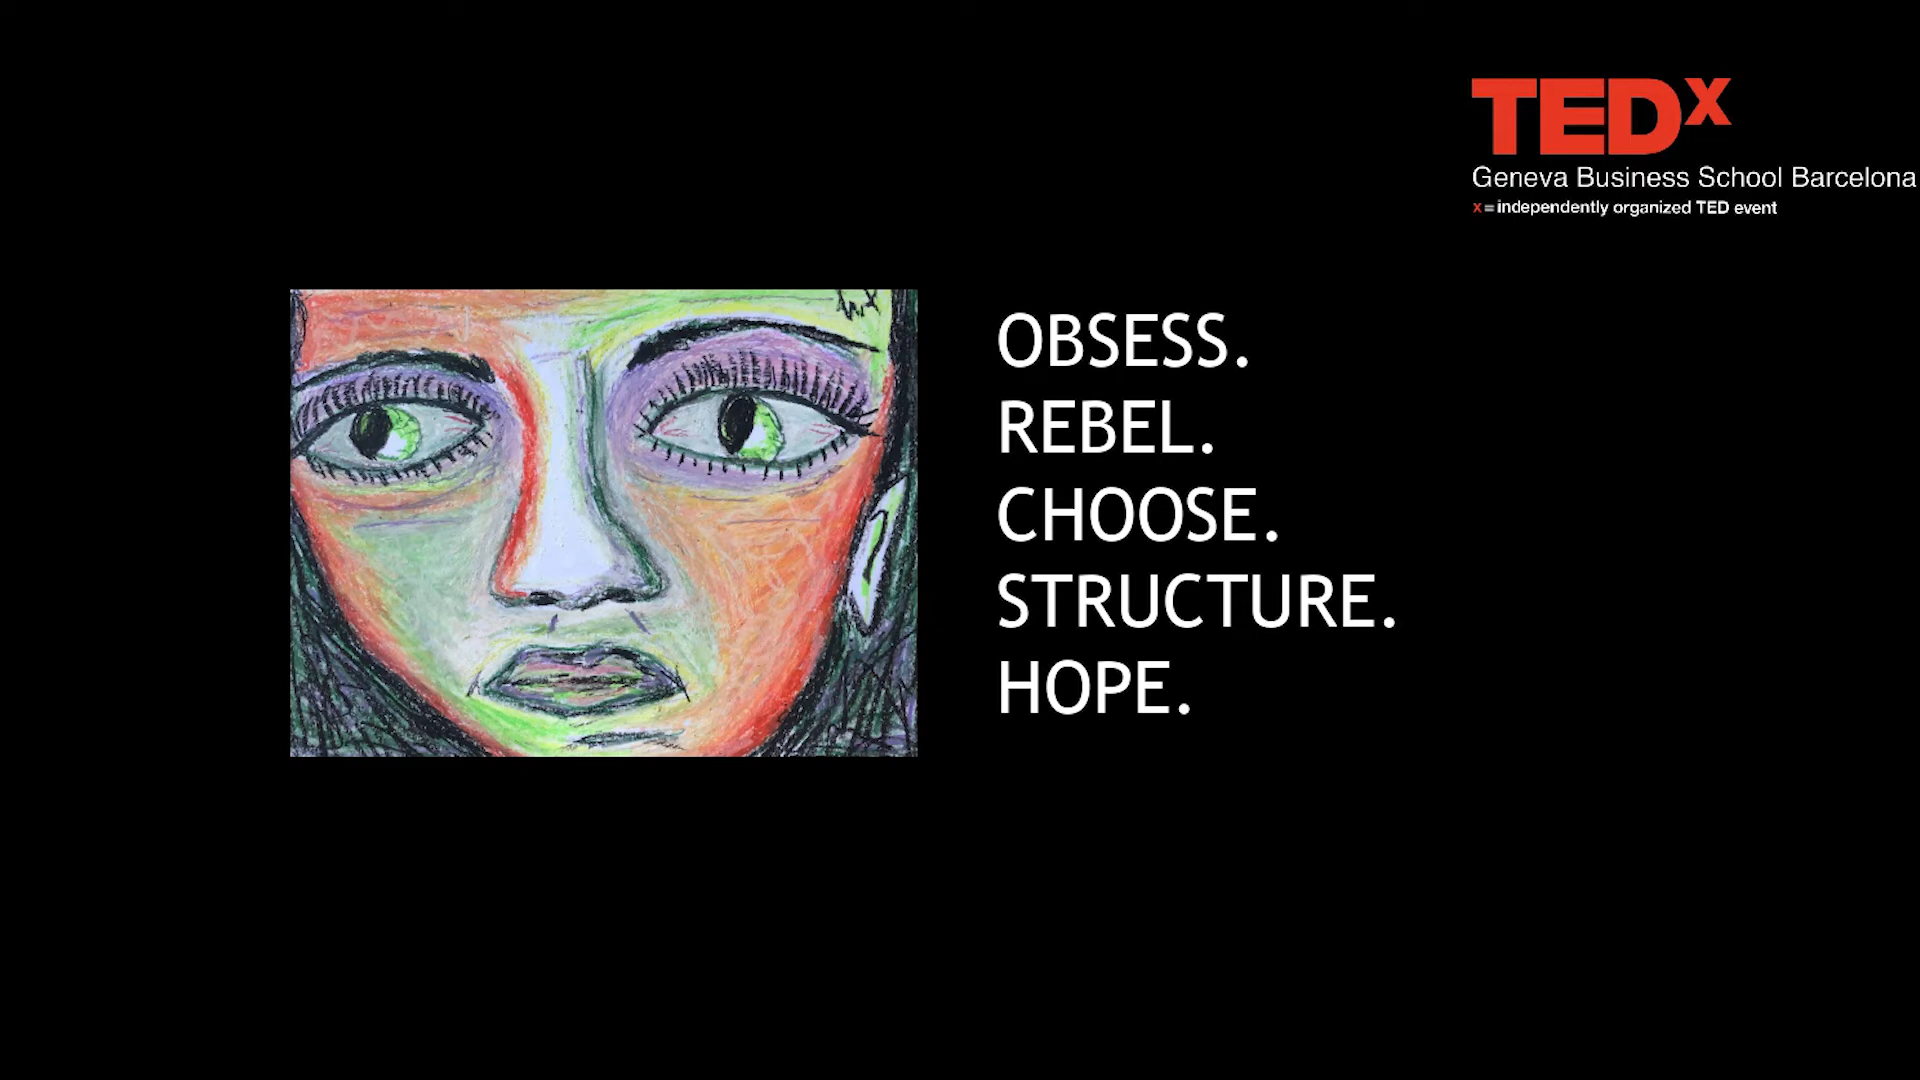 TEDx
Geneva Business School Barcelona
x = independently organized TED event
OBSESS.
REBEL.
CHOOSE.
STRUCTURE.
HOPE.